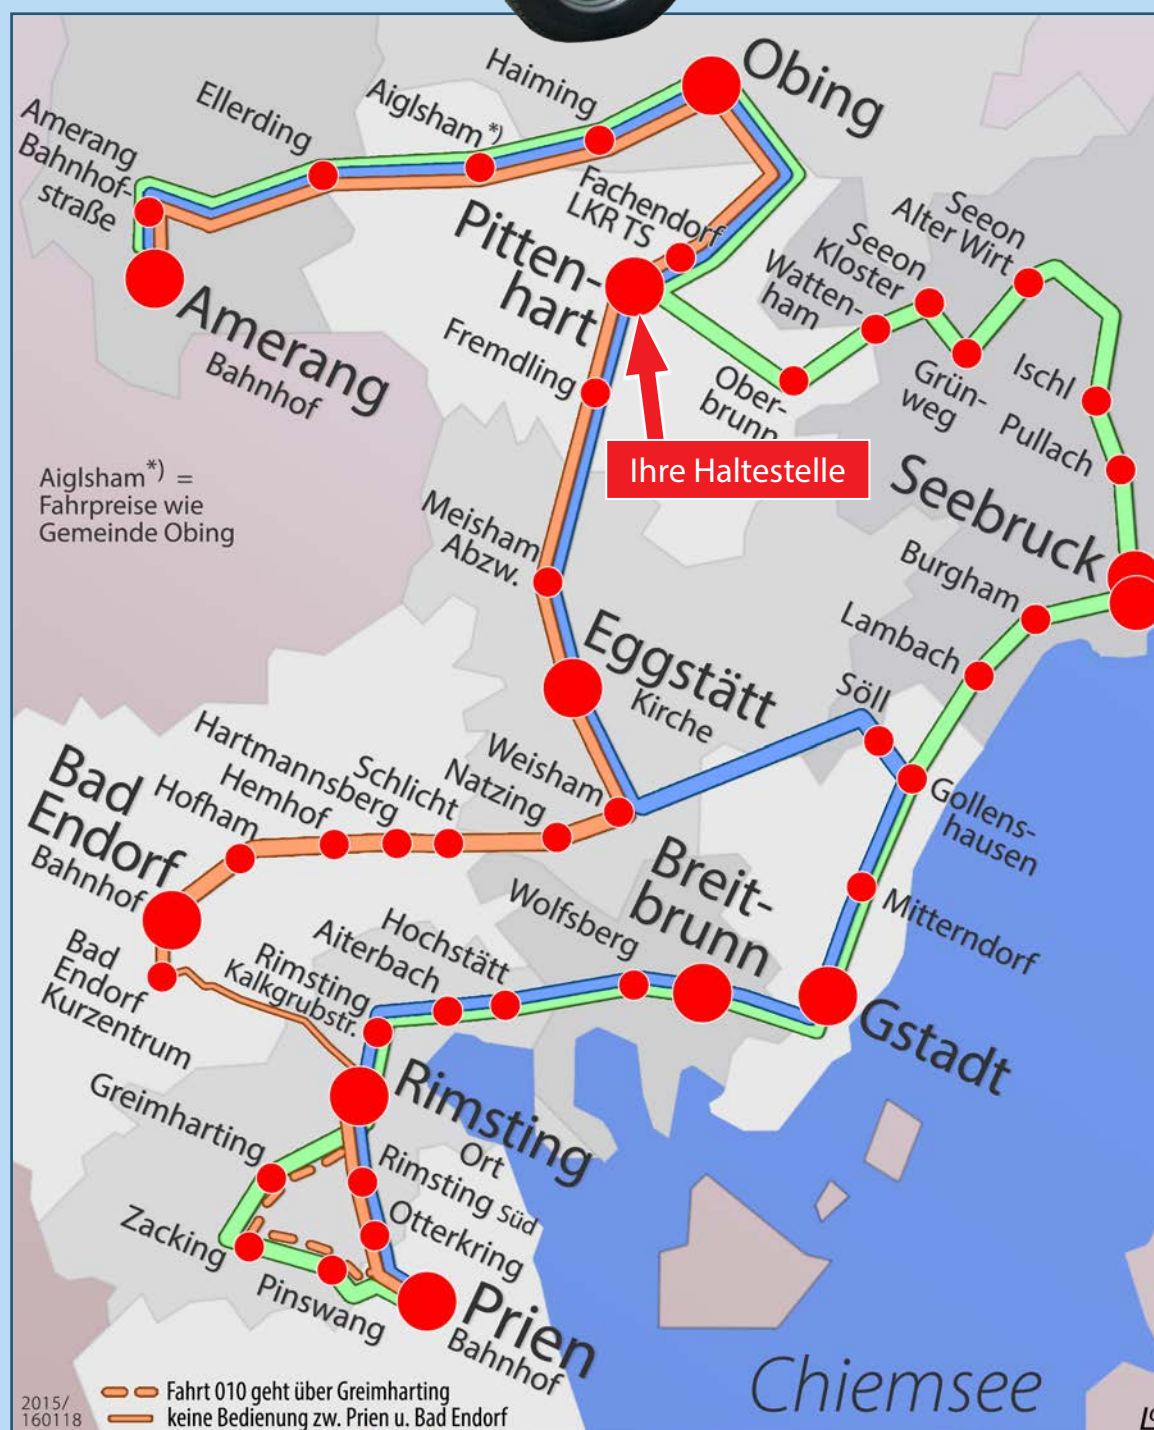 Obing
Haiming
Aiglsham *)
Ellerding
Amerang
Bahnhof-
straße
Fachendorf
LKR TS
Pitten-
hart
Seeon
Alter Wirt
Seeon
Kloster
Watten-
ham
Amerang
Bahnhof
Fremdling
Ober-
brunn
Grün-
weg
Ischl
Pullach
Ihre Haltestelle
Aiglsham*) =
Fahrpreise wie
Gemeinde Obing
Seebruck
Meisham
Abzw.
Burgham
Lambach
Eggstätt
Kirche
Söll
Weisham
Natzing
Schlicht
Hartmannsberg
Hemhof
Hofham
Bad
Endorf
Bahnhof
Gollens-
hausen
Breit-
brunn
Wolfsberg
Mitterndorf
Hochstätt
Aiterbach
Rimsting
Kalkgrubstr.
Bad
Endorf
Kurzentrum
Gstadt
Rimsting
Ort
Greimharting
Rimsting Süd
Otterkring
Zacking
Pinswang
Prien
Bahnhof
Chiemsee
Fahrt 010 geht über Greimharting
keine Bedienung zw. Prien u. Bad Endorf
2015/
160118